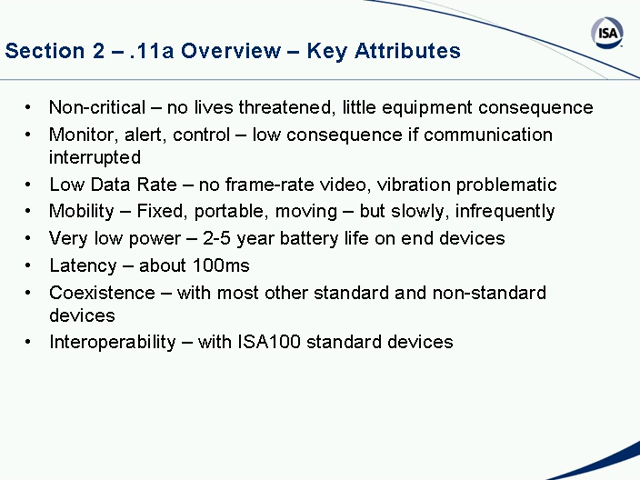 ISA
Section 2 – .11a Overview – Key Attributes
• Non-critical – no lives threatened, little equipment consequence
• Monitor, alert, control – low consequence if communication
interrupted
• Low Data Rate – no frame-rate video, vibration problematic
• Mobility – Fixed, portable, moving – but slowly, infrequently
• Very low power – 2-5 year battery life on end devices
• Latency – about 100ms
• Coexistence – with most other standard and non-standard
devices
• Interoperability – with ISA100 standard devices